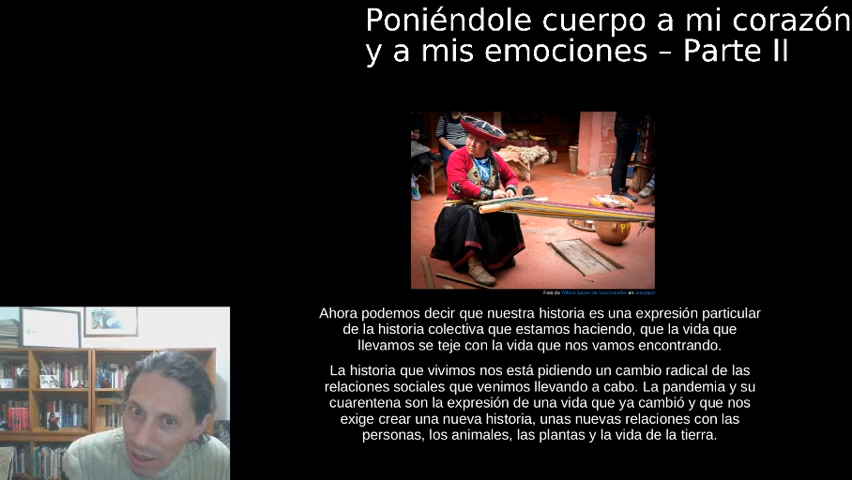 Poniéndole cuerpo a mi corazón
y a mis emociones – Parte II
Ahora podemos decir que nuestra historia es una expresión particular
de la historia colectiva que estamos haciendo, que la vida que
llevamos se teje con la vida que nos vamos encontrando.
La historia que vivimos nos está pidiendo un cambio radical de las
relaciones sociales que venimos llevando a cabo. La pandemia y su
cuarentena son la expresión de una vida que ya cambió y que nos
exige crear una nueva historia, unas nuevas relaciones con las
personas, los animales, las plantas y la vida de la tierra.